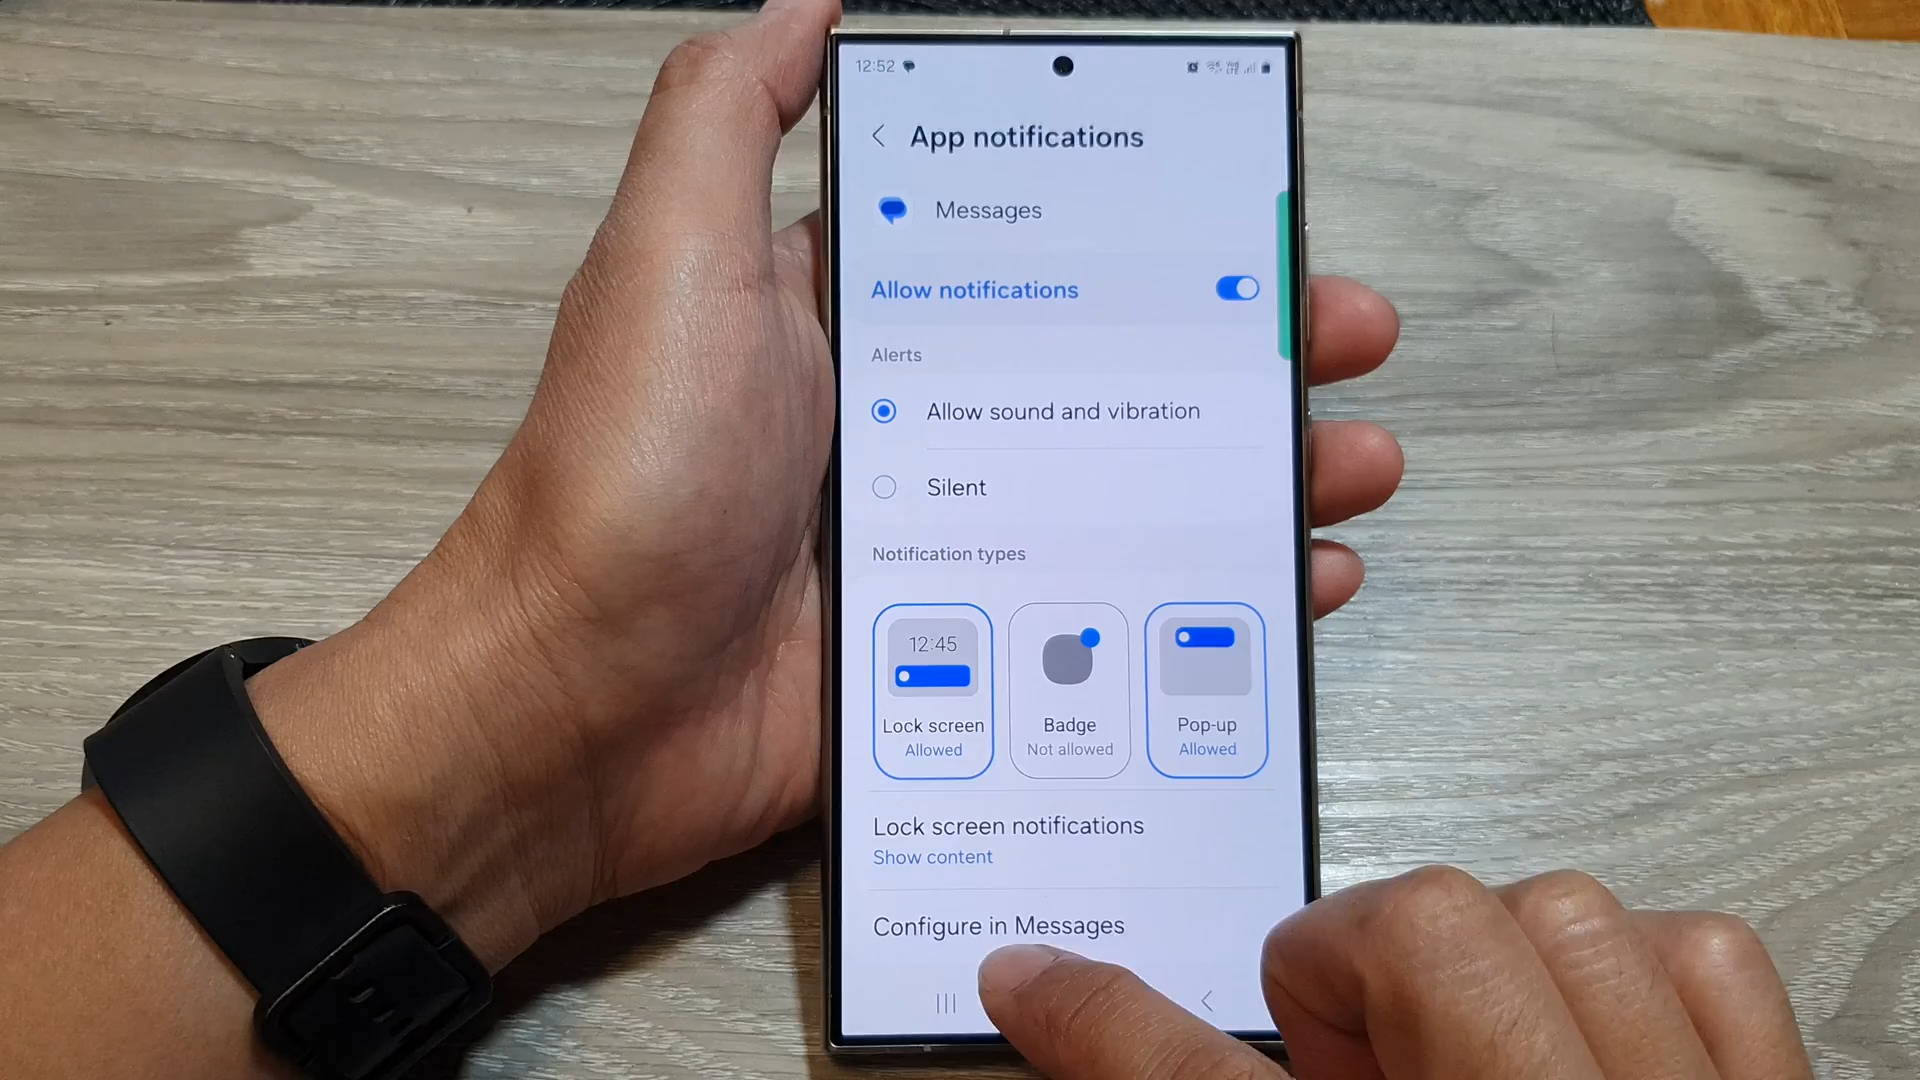 12:52
App notifications
Messages
Allow notifications
Alerts
Allow sound and vibration
Silent
Notification types
12:45
Lock screen
Allowed
Badge
Not allowed
Pop-up
Allowed
Lock screen notifications
Show content
Configure in Messages